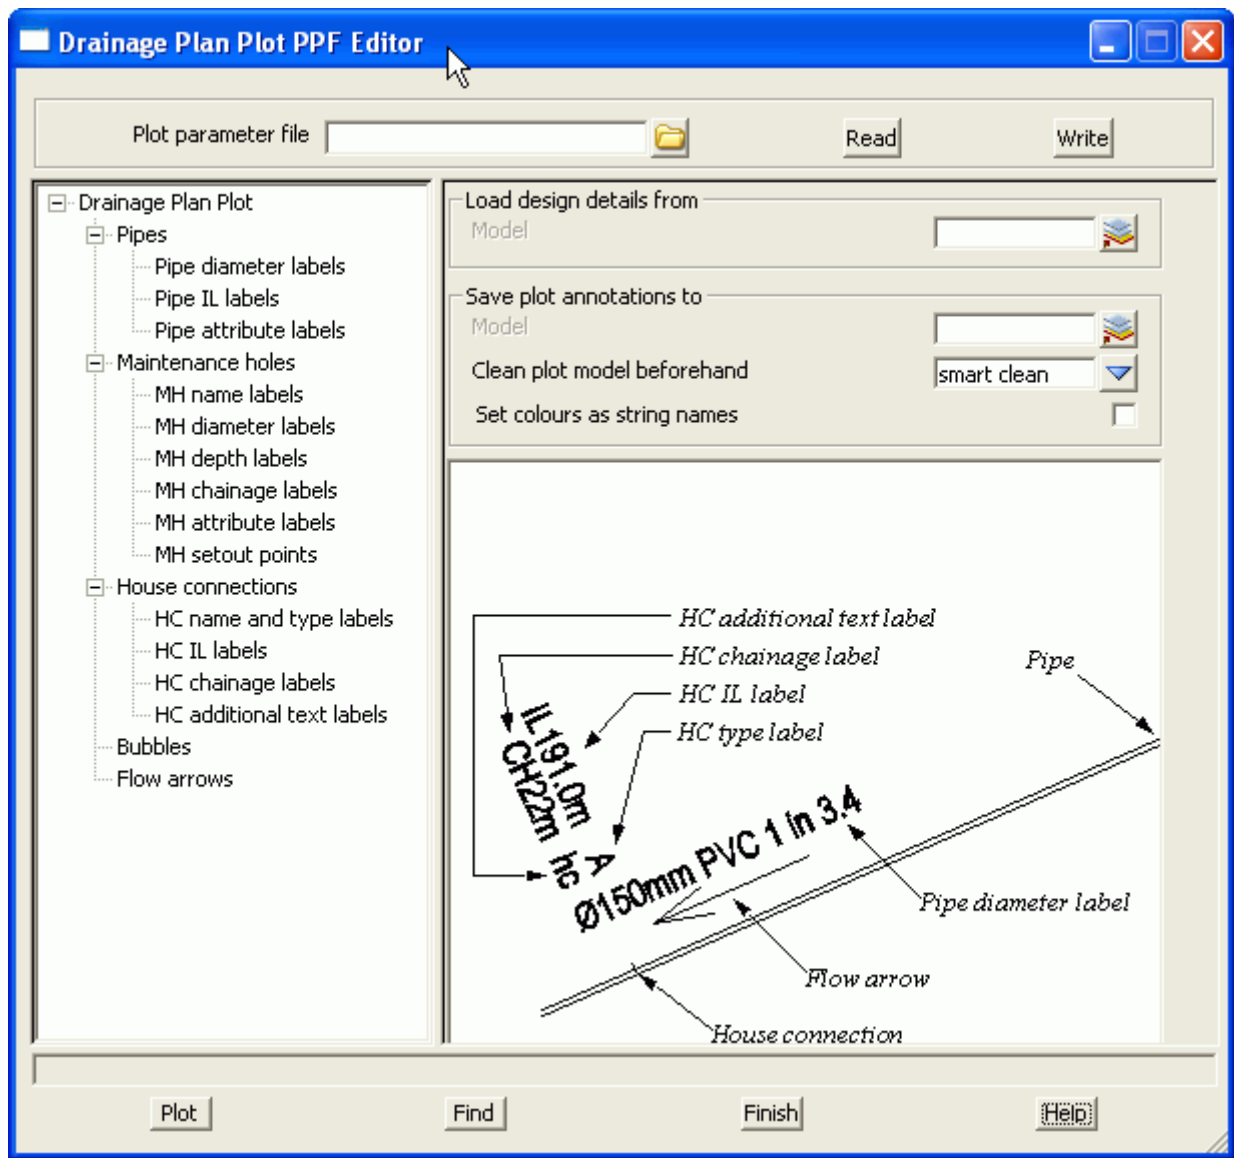 Drainage Plan Plot PPF Editor
Plot parameter file
Read
Write
Drainage Plan Plot
Pipes
Pipe diameter labels
Pipe IL labels
Pipe attribute labels
Maintenance holes
MH name labels
MH diameter labels
MH depth labels
MH chainage labels
MH attribute labels
MH setout points
House connections
HC name and type labels
HC IL labels
HC chainage labels
HC additional text labels
Bubbles
Flow arrows
Load design details from
Model
Save plot annotations to
Model
Clean plot model beforehand
smart clean
Set colours as string names
HC additional text label
HC chainage label
Pipe
HC IL label
HC type label
IL191.0m A
CH22m hc
Ø150mm PVC 1 in 3.4
Pipe diameter label
Flow arrow
House connection
Plot
Find
Finish
Help